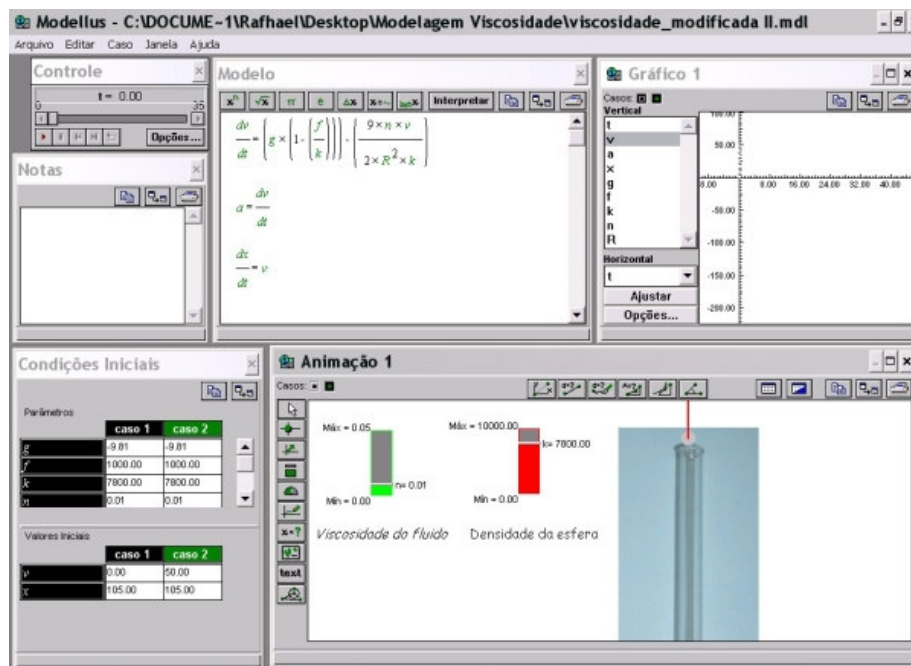 Modellus - C:\DOCUME~1\Rafhael\Desktop\Modelagem Viscosidade\viscosidade_modificada II.mdl
Arquivo Editar Caso Janela Ajuda
Controle
t = 0.00
0 35
Opções...
Notas
Modelo
xⁿ √x π e Δx Interpretar
dv/dt = (g × (1 - (f/k))) - (9 × n × v / 2 × R² × k)
a = dv/dt
dx/dt = v
Gráfico 1
Casos:
Vertical
t
v
a
x
g
f
k
n
R
Horizontal
t
Ajustar
Opções...
100.00
50.00
8.00 8.00 16.00 24.00 32.00 40.00
-50.00
-100.00
-150.00
-200.00
Condições Iniciais
Parâmetros
caso 1 caso 2
g -9.81 -9.81
f 1000.00 1000.00
k 7800.00 7800.00
n 0.01 0.01
Valores Iniciais
caso 1 caso 2
v 0.00 50.00
x 105.00 105.00
Animação 1
Casos:
x=?
text
Máx = 0.05
n= 0.01
Mín = 0.00
Viscosidade do fluido
Máx = 10000.00
k= 7800.00
Mín = 0.00
Densidade da esfera